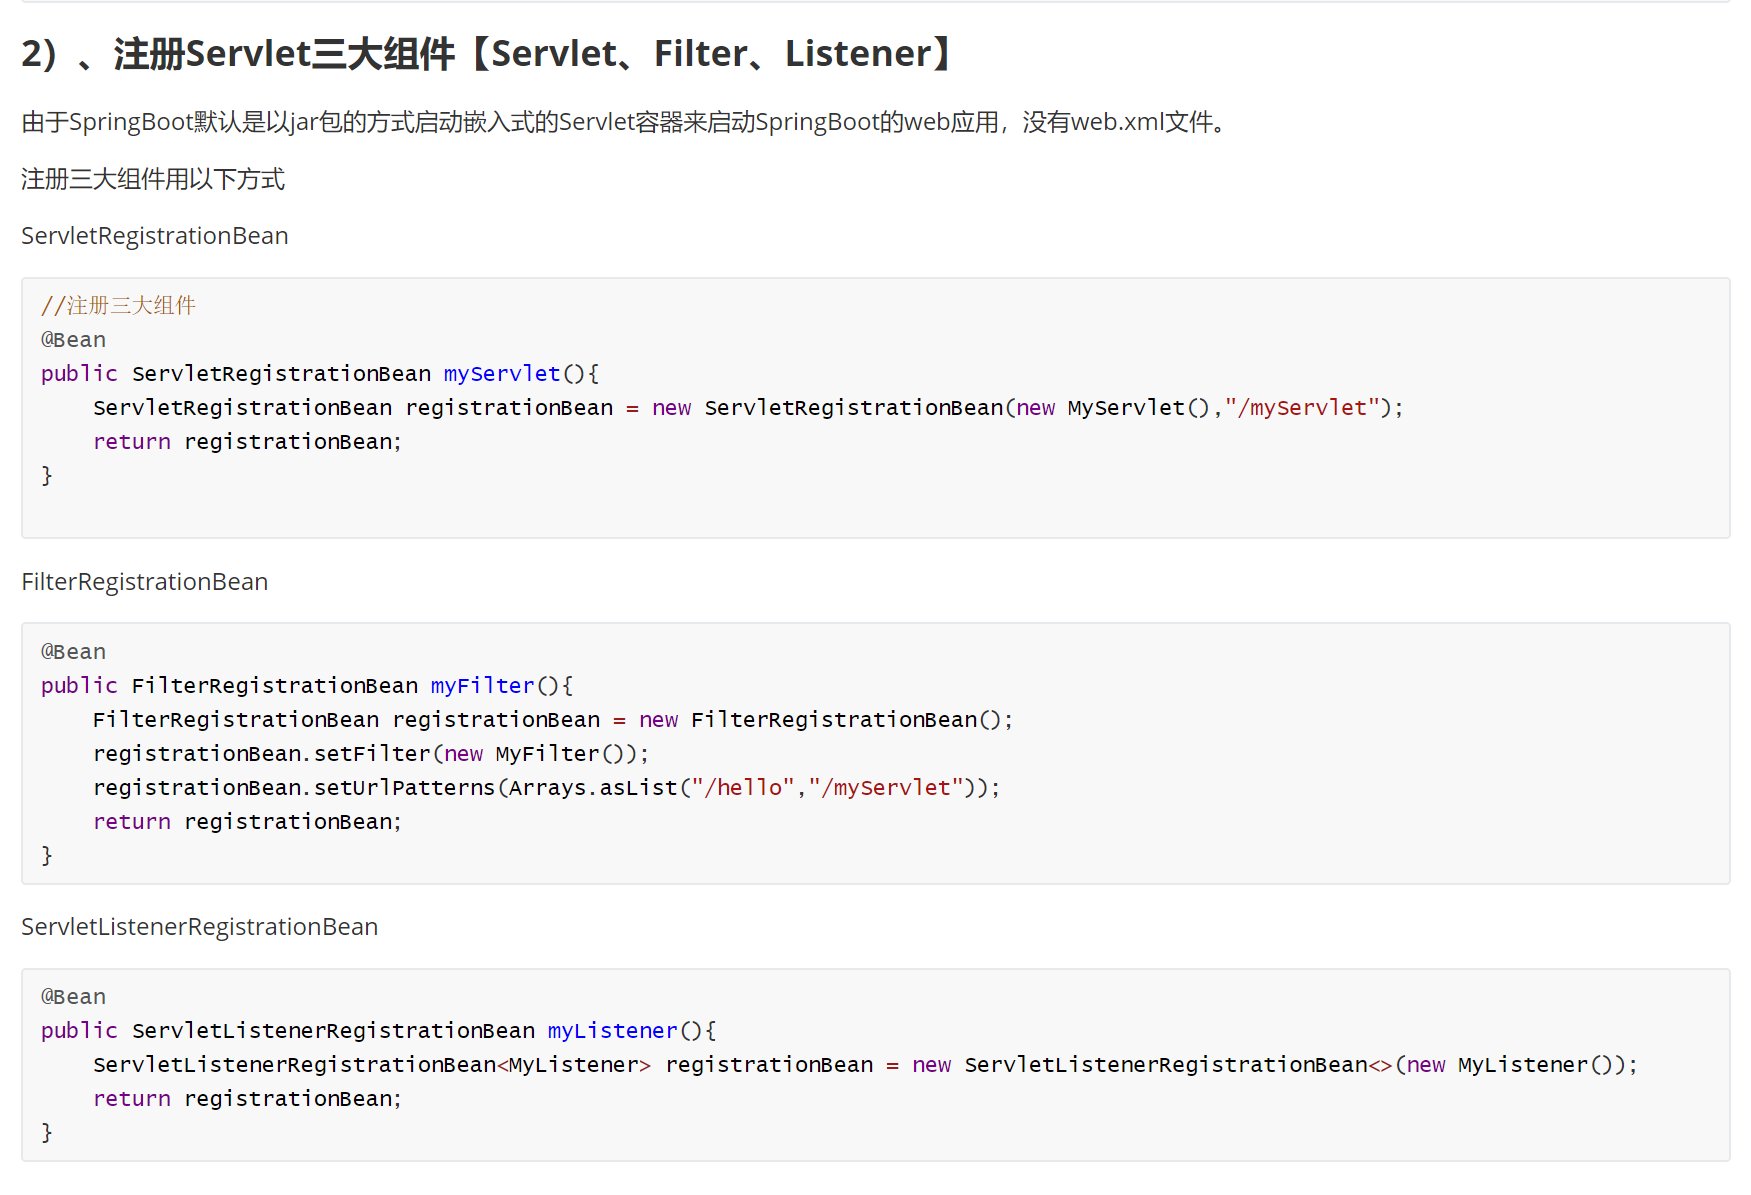 2）、注册Servlet三大组件【Servlet、Filter、Listener】
由于SpringBoot默认是以jar包的方式启动嵌入式的Servlet容器来启动SpringBoot的web应用，没有web.xml文件。
注册三大组件用以下方式
ServletRegistrationBean
//注册三大组件
@Bean
public ServletRegistrationBean myServlet(){
    ServletRegistrationBean registrationBean = new ServletRegistrationBean(new MyServlet(),"/myServlet");
    return registrationBean;
}
FilterRegistrationBean
@Bean
public FilterRegistrationBean myFilter(){
    FilterRegistrationBean registrationBean = new FilterRegistrationBean();
    registrationBean.setFilter(new MyFilter());
    registrationBean.setUrlPatterns(Arrays.asList("/hello","/myServlet"));
    return registrationBean;
}
ServletListenerRegistrationBean
@Bean
public ServletListenerRegistrationBean myListener(){
    ServletListenerRegistrationBean<MyListener> registrationBean = new ServletListenerRegistrationBean<>(new MyListener());
    return registrationBean;
}